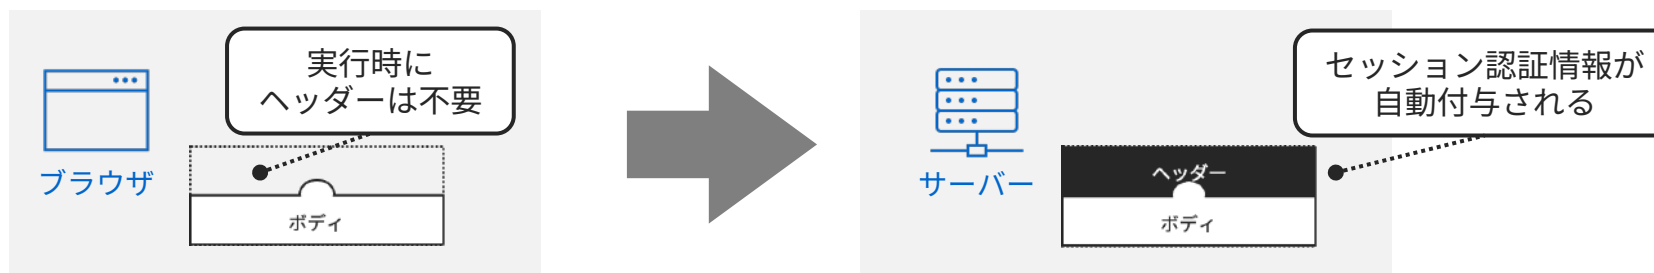 実行時に
ヘッダーは不要
ブラウザ
ボディ
セッション認証情報が
自動付与される
サーバー
ヘッダー
ボディ